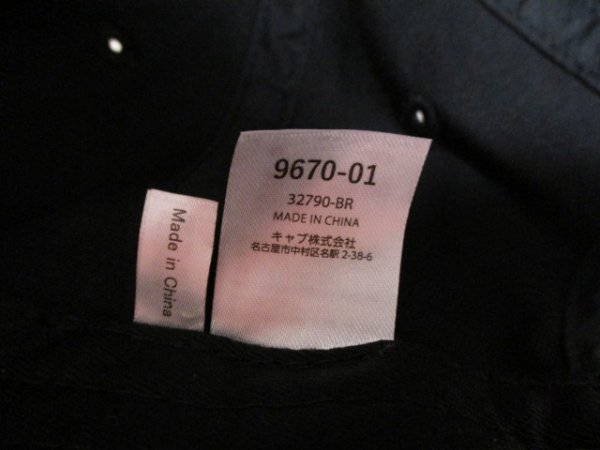 9670-01
32790-BR
MADE IN CHINA
キャブ株式会社
名古屋市中村区名駅 2-38-6
Made in China